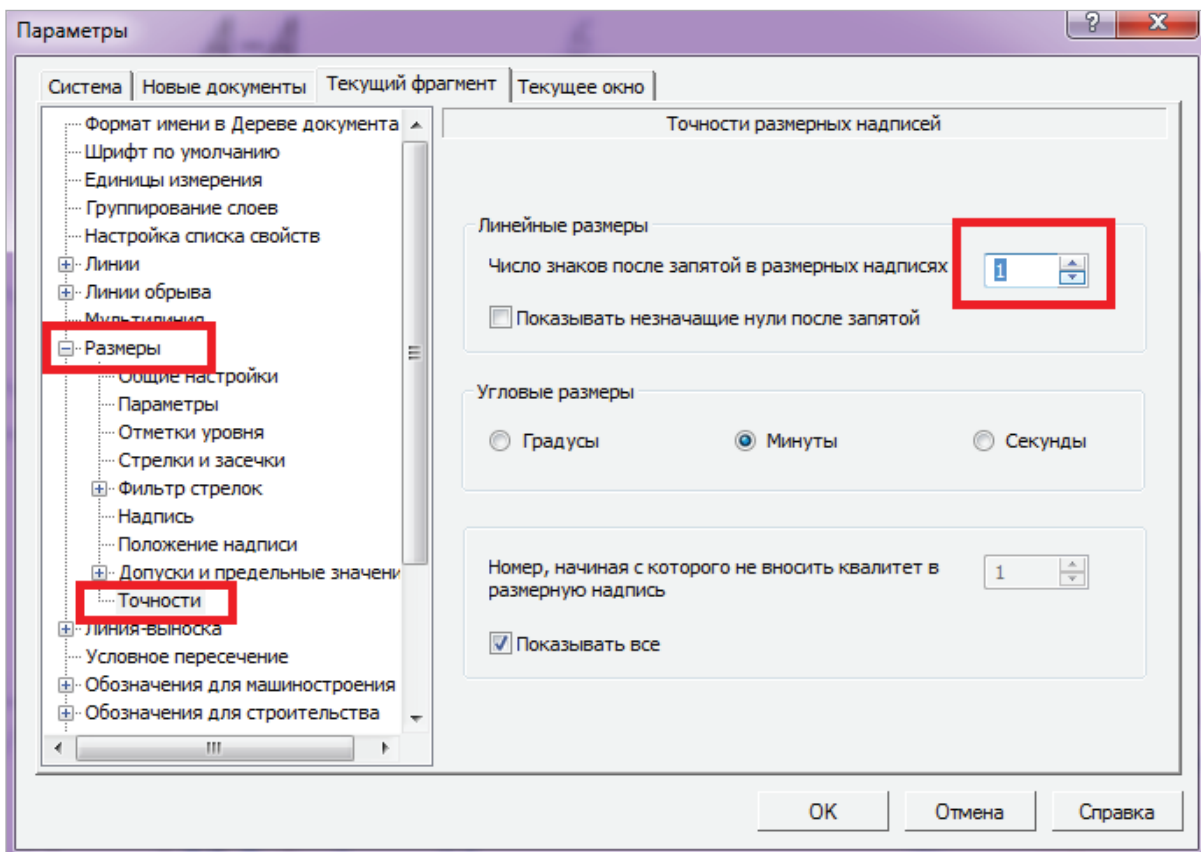 Параметры
Система
Новые документы
Текущий фрагмент
Текущее окно
Формат имени в Дереве документа
Шрифт по умолчанию
Единицы измерения
Группирование слоев
Настройка списка свойств
Линии
Линии обрыва
Мультилиния
Размеры
Общие настройки
Параметры
Отметки уровня
Стрелки и засечки
Фильтр стрелок
Надпись
Положение надписи
Допуски и предельные значени
Точности
Линия-выноска
Условное пересечение
Обозначения для машиностроения
Обозначения для строительства
Точности размерных надписей
Линейные размеры
Число знаков после запятой в размерных надписях
1
Показывать незначащие нули после запятой
Угловые размеры
Градусы
Минуты
Секунды
Номер, начиная с которого не вносить квалитет в
размерную надпись
1
Показывать все
OK
Отмена
Справка